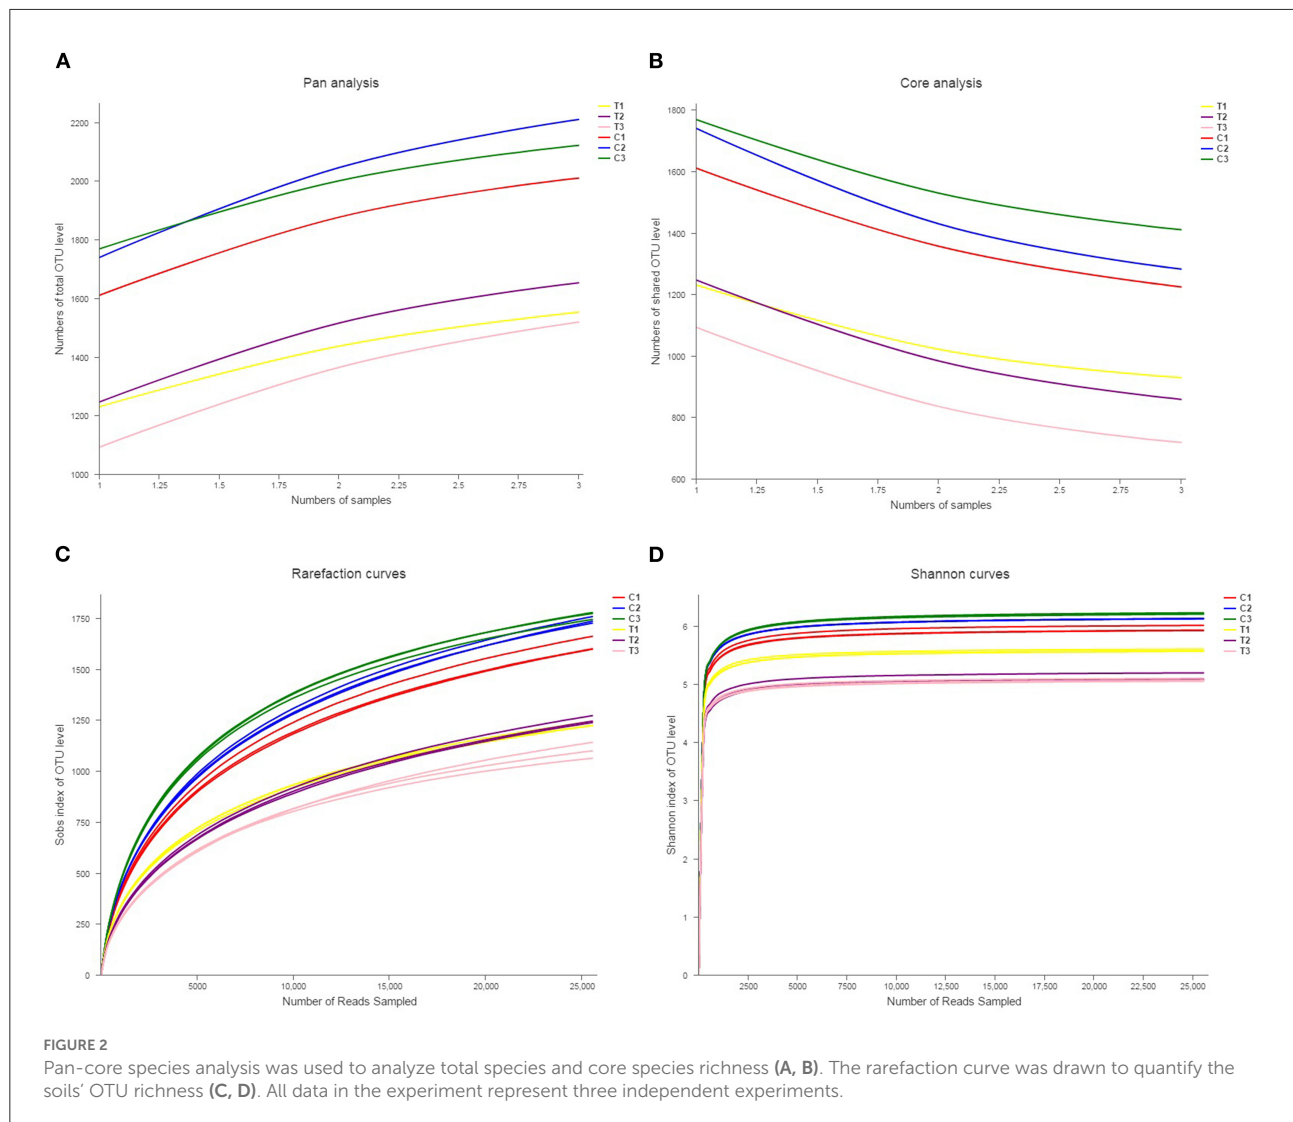 A
Pan analysis
T1
T2
T3
C1
C2
C3
2200
2000
1800
1600
1400
1200
1000
Numbers of total OTU level
1
1.25
1.5
1.75
2
2.25
2.5
2.75
3
Numbers of samples
B
Core analysis
T1
T2
T3
C1
C2
C3
1800
1600
1400
1200
1000
800
600
Numbers of shared OTU level
1
1.25
1.5
1.75
2
2.25
2.5
2.75
3
Numbers of samples
C
Rarefaction curves
C1
C2
C3
T1
T2
T3
1750
1500
1250
1000
750
500
250
0
Sobs index of OTU level
5000
10,000
15,000
20,000
25,000
Number of Reads Sampled
D
Shannon curves
C1
C2
C3
T1
T2
T3
6
5
4
3
2
1
0
Shannon index of OTU level
2500
5000
7500
10,000
12,500
15,000
17,500
20,000
22,500
25,000
Number of Reads Sampled
FIGURE 2
Pan-core species analysis was used to analyze total species and core species richness (A, B). The rarefaction curve was drawn to quantify the
soils’ OTU richness (C, D). All data in the experiment represent three independent experiments.